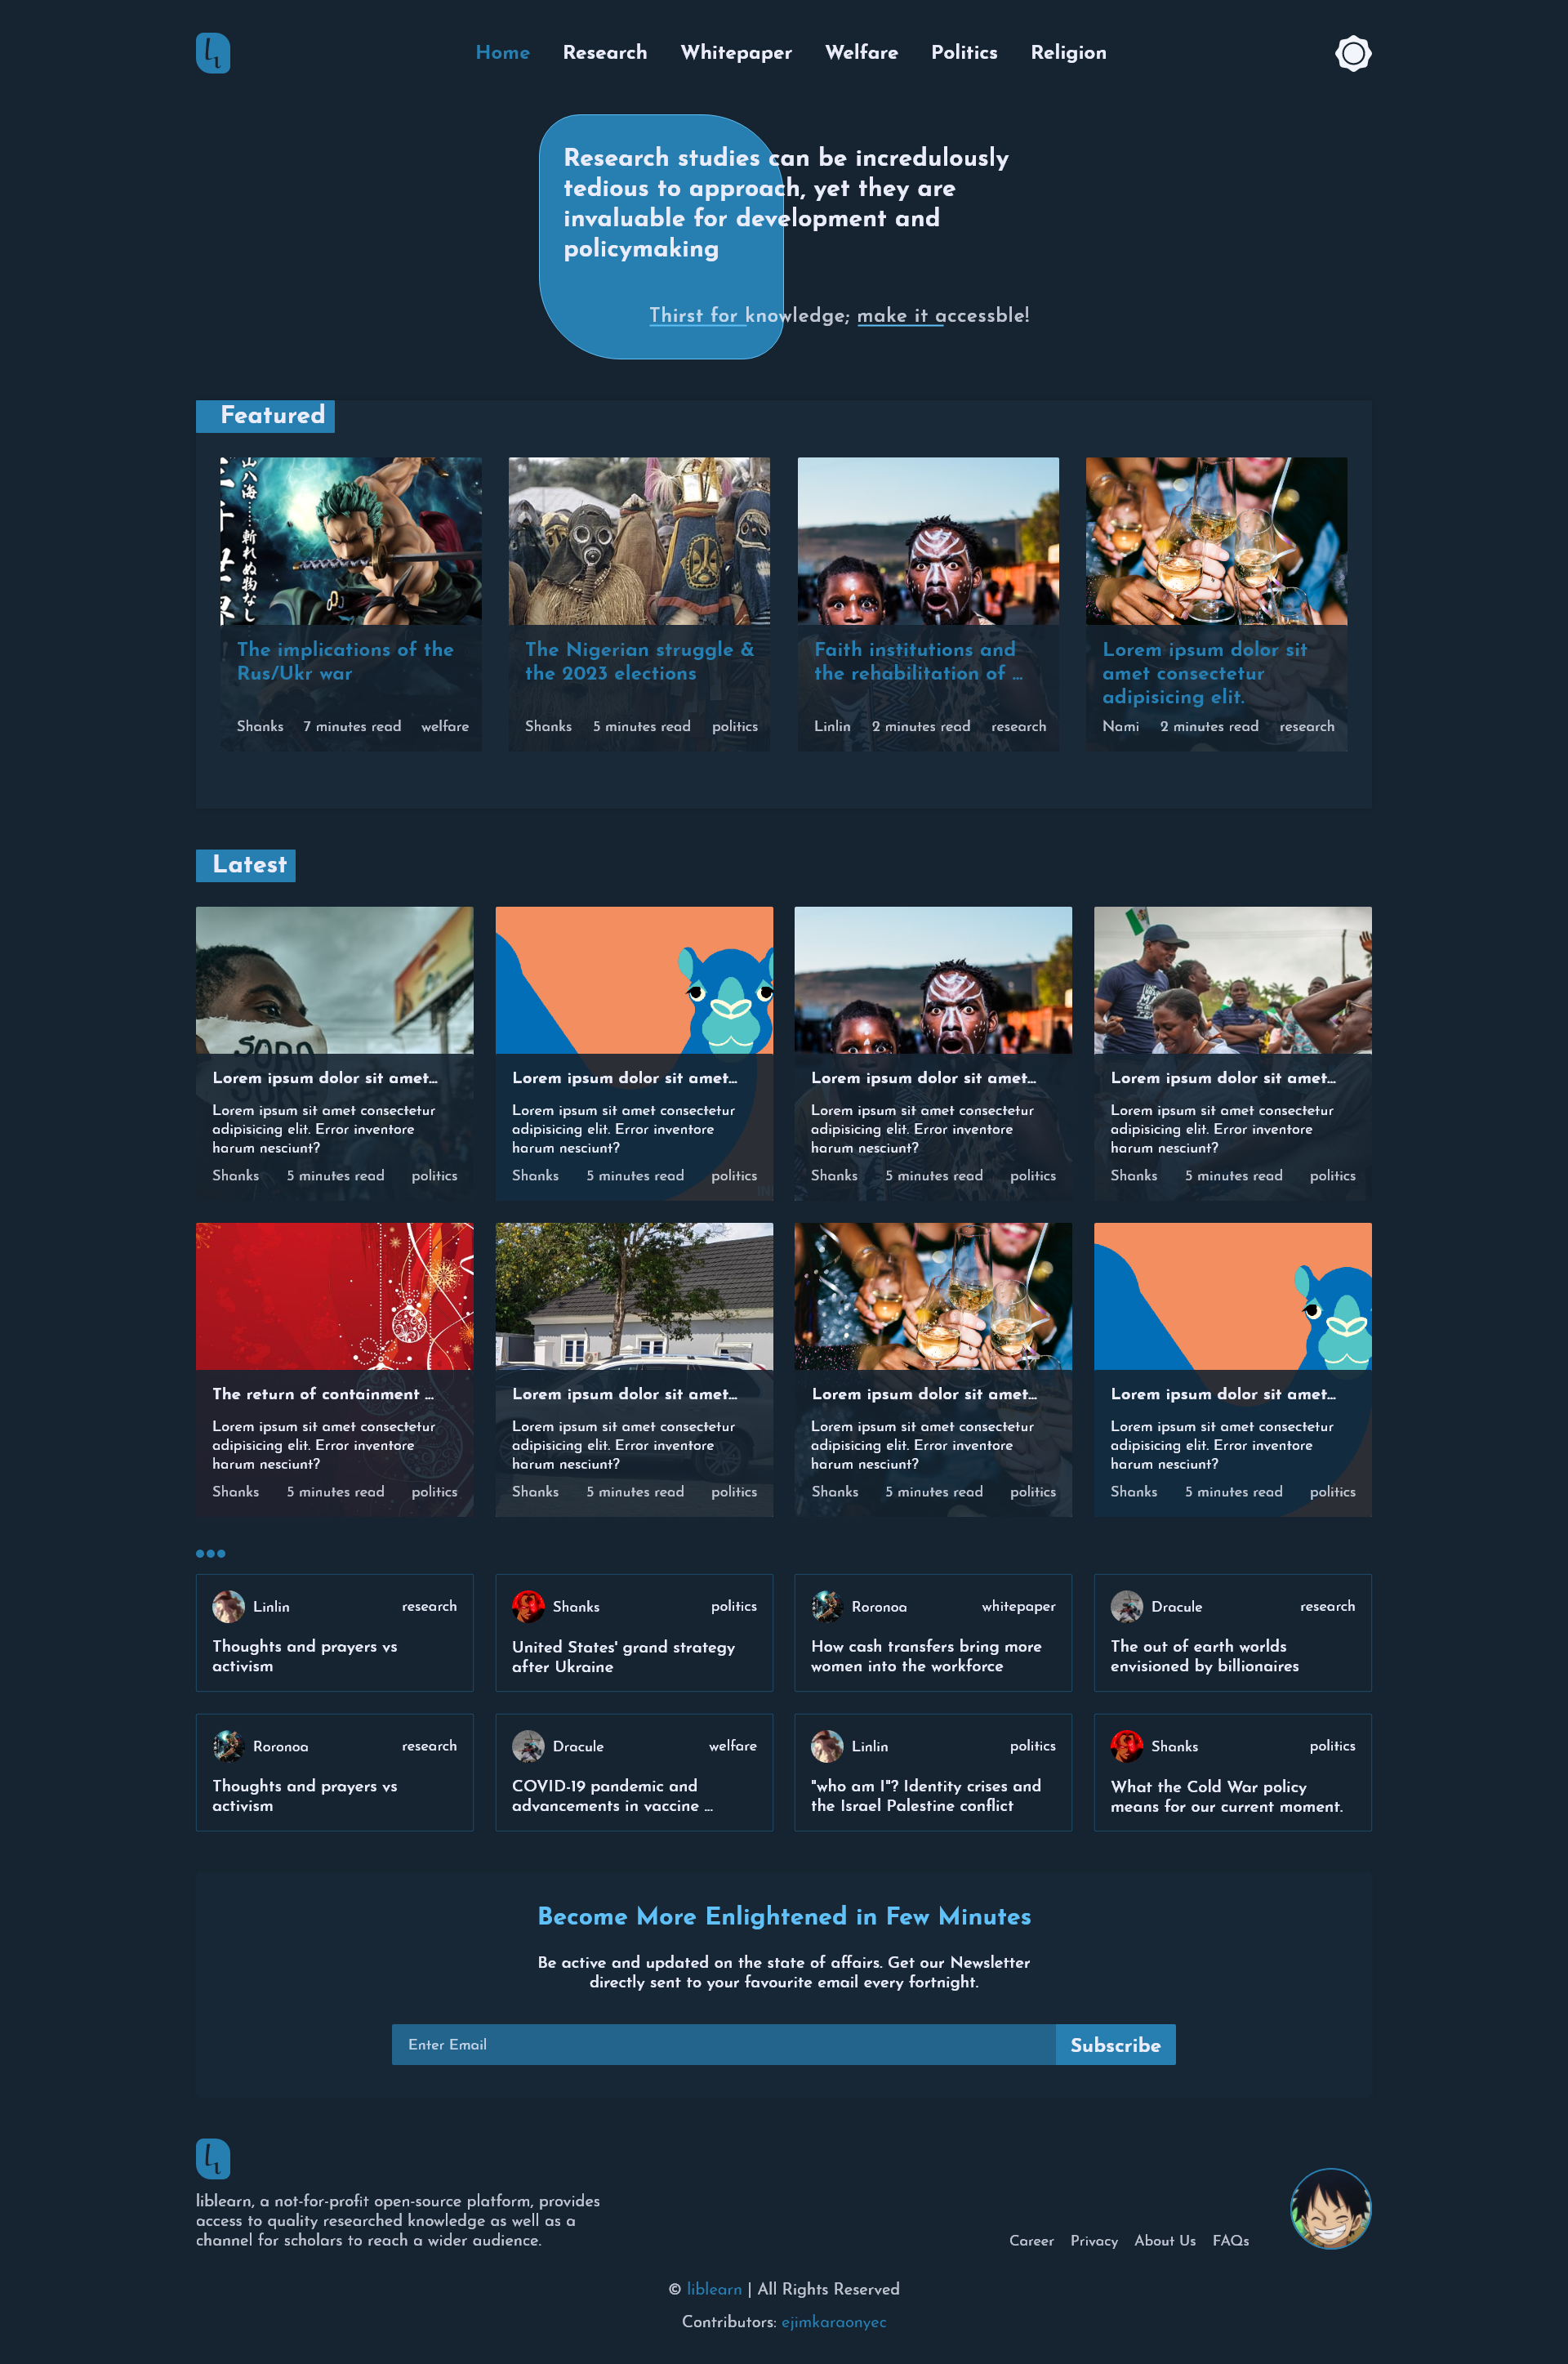 Home Research Whitepaper Welfare Politics Religion
Research studies can be incredulously
tedious to approach, yet they are
invaluable for development and
policymaking
Thirst for knowledge; make it accessble!
Featured
斬れぬ物なし
The implications of the
Rus/Ukr war
Shanks 7 minutes read welfare
The Nigerian struggle &
the 2023 elections
Shanks 5 minutes read politics
Faith institutions and
the rehabilitation of ...
Linlin 2 minutes read research
Lorem ipsum dolor sit
amet consectetur
adipisicing elit.
Nami 2 minutes read research
Latest
Lorem ipsum dolor sit amet...
Lorem ipsum sit amet consectetur
adipisicing elit. Error inventore
harum nesciunt?
Shanks 5 minutes read politics
Lorem ipsum dolor sit amet...
Lorem ipsum sit amet consectetur
adipisicing elit. Error inventore
harum nesciunt?
Shanks 5 minutes read politics
Lorem ipsum dolor sit amet...
Lorem ipsum sit amet consectetur
adipisicing elit. Error inventore
harum nesciunt?
Shanks 5 minutes read politics
Lorem ipsum dolor sit amet...
Lorem ipsum sit amet consectetur
adipisicing elit. Error inventore
harum nesciunt?
Shanks 5 minutes read politics
The return of containment ...
Lorem ipsum sit amet consectetur
adipisicing elit. Error inventore
harum nesciunt?
Shanks 5 minutes read politics
Lorem ipsum dolor sit amet...
Lorem ipsum sit amet consectetur
adipisicing elit. Error inventore
harum nesciunt?
Shanks 5 minutes read politics
Lorem ipsum dolor sit amet...
Lorem ipsum sit amet consectetur
adipisicing elit. Error inventore
harum nesciunt?
Shanks 5 minutes read politics
Lorem ipsum dolor sit amet...
Lorem ipsum sit amet consectetur
adipisicing elit. Error inventore
harum nesciunt?
Shanks 5 minutes read politics
Linlin research
Thoughts and prayers vs
activism
Shanks politics
United States' grand strategy
after Ukraine
Roronoa whitepaper
How cash transfers bring more
women into the workforce
Dracule research
The out of earth worlds
envisioned by billionaires
Roronoa research
Thoughts and prayers vs
activism
Dracule welfare
COVID-19 pandemic and
advancements in vaccine ...
Linlin politics
"who am I"? Identity crises and
the Israel Palestine conflict
Shanks politics
What the Cold War policy
means for our current moment.
Become More Enlightened in Few Minutes
Be active and updated on the state of affairs. Get our Newsletter
directly sent to your favourite email every fortnight.
Enter Email Subscribe
liblearn, a not-for-profit open-source platform, provides
access to quality researched knowledge as well as a
channel for scholars to reach a wider audience.
Career Privacy About Us FAQs
© liblearn | All Rights Reserved
Contributors: ejimkaraonyec